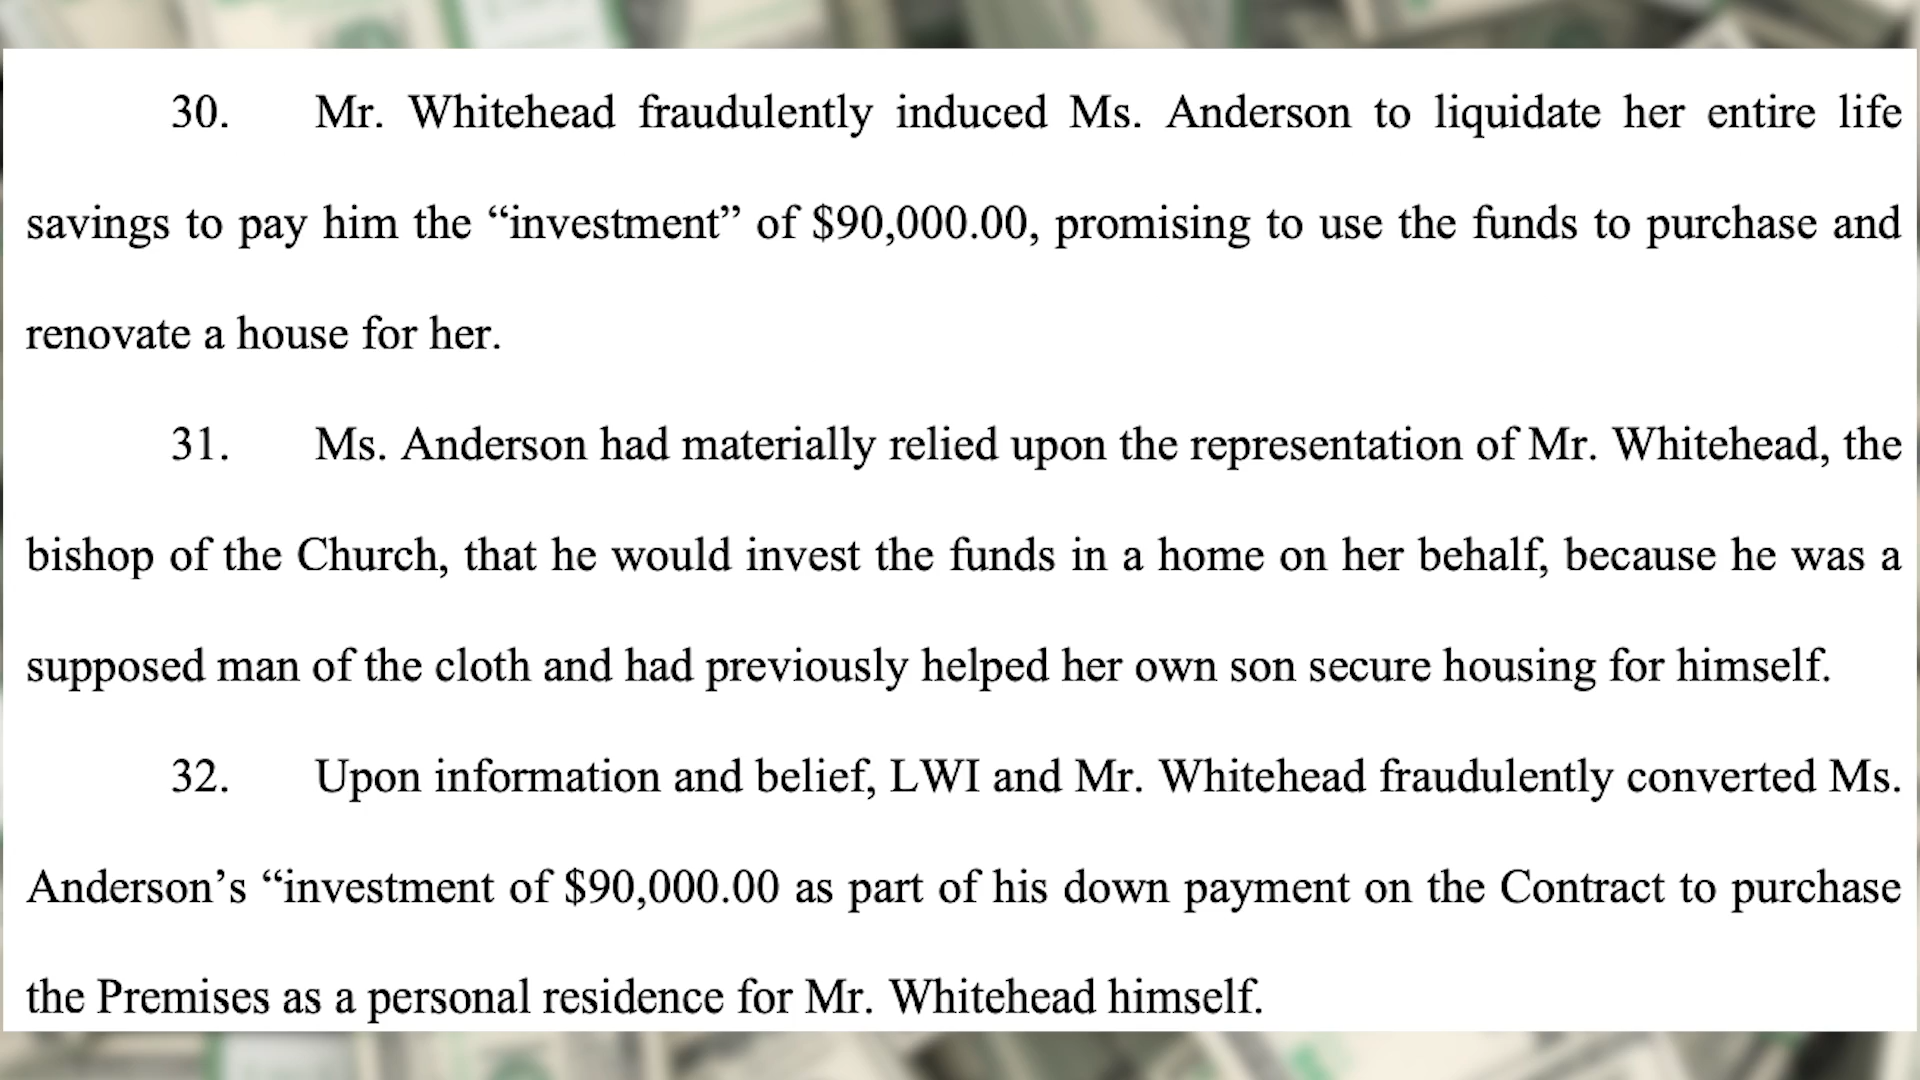 30. Mr. Whitehead fraudulently induced Ms. Anderson to liquidate her entire life
savings to pay him the “investment” of $90,000.00, promising to use the funds to purchase and
renovate a house for her.
31. Ms. Anderson had materially relied upon the representation of Mr. Whitehead, the
bishop of the Church, that he would invest the funds in a home on her behalf, because he was a
supposed man of the cloth and had previously helped her own son secure housing for himself.
32. Upon information and belief, LWI and Mr. Whitehead fraudulently converted Ms.
Anderson’s “investment of $90,000.00 as part of his down payment on the Contract to purchase
the Premises as a personal residence for Mr. Whitehead himself.